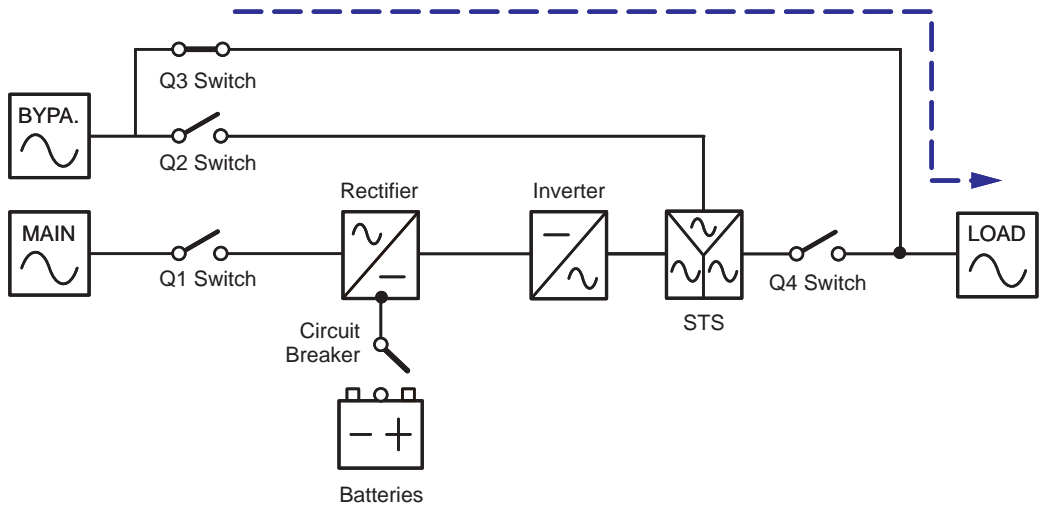 Q3 Switch
BYPA.
Q2 Switch
Rectifier
Inverter
MAIN
LOAD
Q1 Switch
Q4 Switch
STS
Circuit
Breaker
Batteries